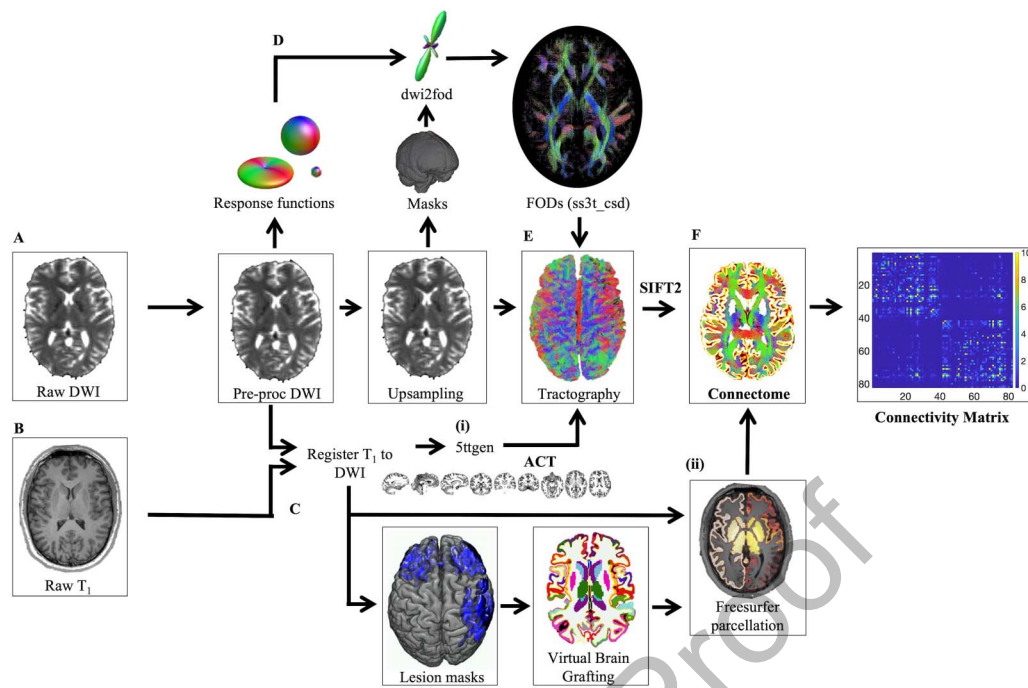 D
dwi2fod
Response functions
Masks
FODs (ss3t_csd)
A
E
F
SIFT2
Raw DWI
Pre-proc DWI
Upsampling
Tractography
Connectome
10
8
6
4
2
0
20
40
60
80
20 40 60 80
Connectivity Matrix
B
(i)
5ttgen
Register T₁ to
DWI
ACT
(ii)
C
Raw T₁
Freesurfer
parcellation
Lesion masks
Virtual Brain
Grafting
Proof